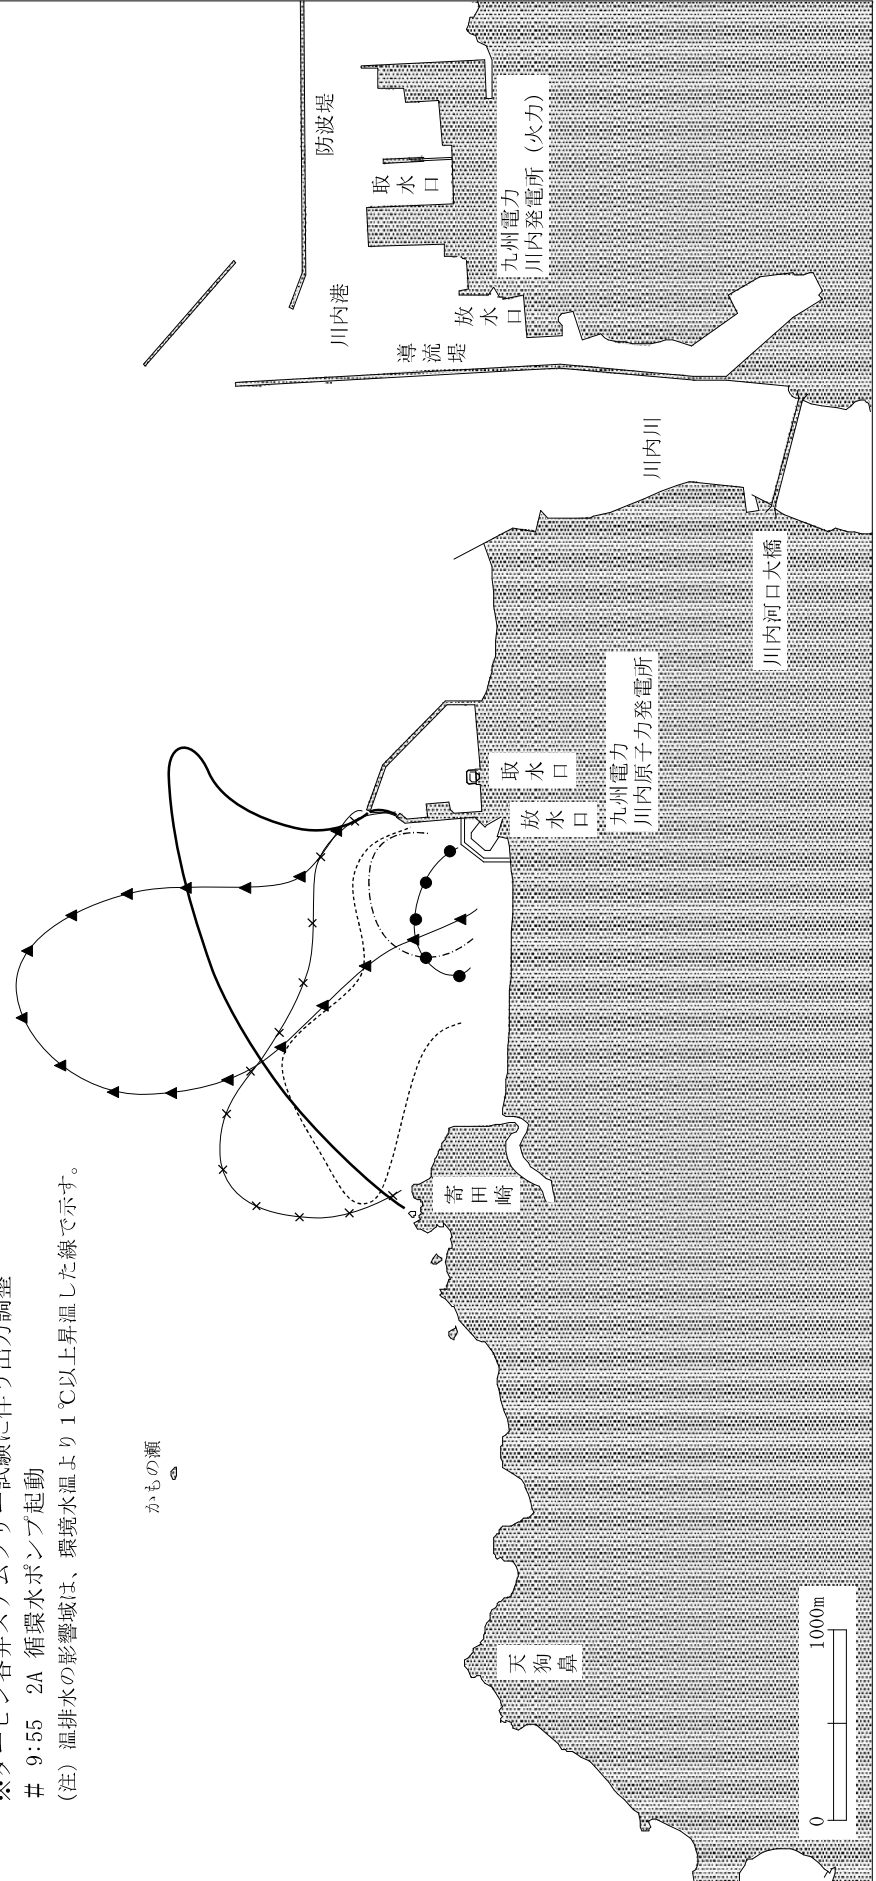 ※タービン各弁ステムフリー試験に伴う出力調整
# 9:55 2A 循環水ポンプ起動
(注) 温排水の影響域は、環境水温より1℃以上昇温した線で示す。
かもの瀬
防波堤
取水口
九州電力
川内発電所 (火力)
川内港
放水口
導流堤
川内川
川内河口大橋
九州電力
川内原子力発電所
取水口
放水口
寄田崎
天狗鼻
0 1000m